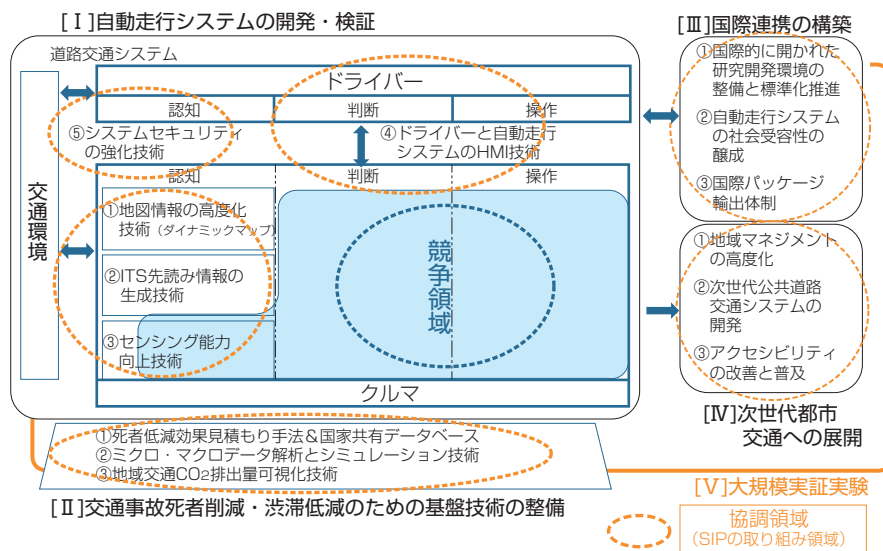 [Ⅰ]自動走行システムの開発・検証
道路交通システム
交通環境
ドライバー
認知
判断
操作
⑤システムセキュリティ
の強化技術
④ドライバーと自動走行
システムのHMI技術
認知
判断
操作
①地図情報の高度化
技術（ダイナミックマップ）
②ITS先読み情報の
生成技術
③センシング能力
向上技術
競争領域
クルマ
[Ⅲ]国際連携の構築
①国際的に開かれた
研究開発環境の
整備と標準化推進
②自動走行システム
の社会受容性の
醸成
③国際パッケージ
輸出体制
①地域マネジメント
の高度化
②次世代公共道路
交通システムの
開発
③アクセシビリティ
の改善と普及
[Ⅳ]次世代都市
交通への展開
①死者低減効果見積もり手法＆国家共有データベース
②ミクロ・マクロデータ解析とシミュレーション技術
③地域交通CO2排出量可視化技術
[Ⅱ]交通事故死者削減・渋滞低減のための基盤技術の整備
[Ⅴ]大規模実証実験
協調領域
（SIPの取り組み領域）